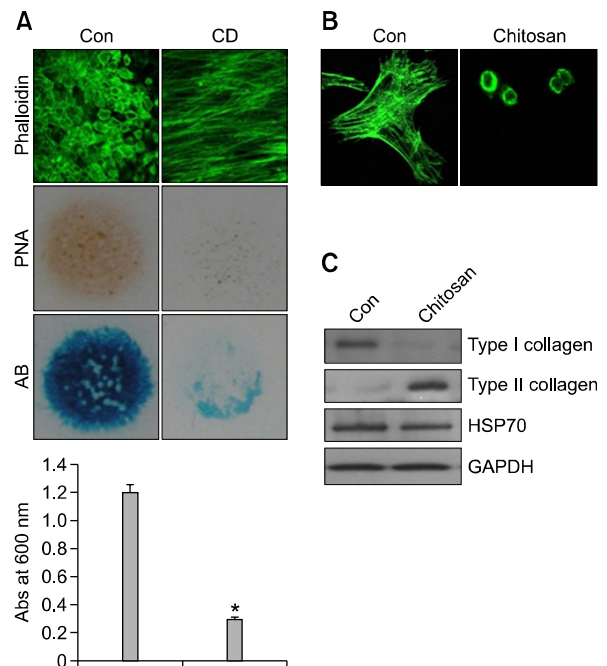 A
Con CD
Phalloidin
PNA
AB
Abs at 600 nm
1.4
1.2
1.0
0.8
0.6
0.4
0.2
0
*
B
Con Chitosan
C
Con Chitosan
Type I collagen
Type II collagen
HSP70
GAPDH